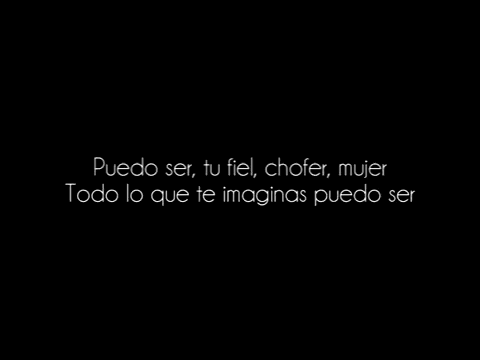 Puedo ser, tu fiel, chofer, mujer
Todo lo que te imaginas puedo ser